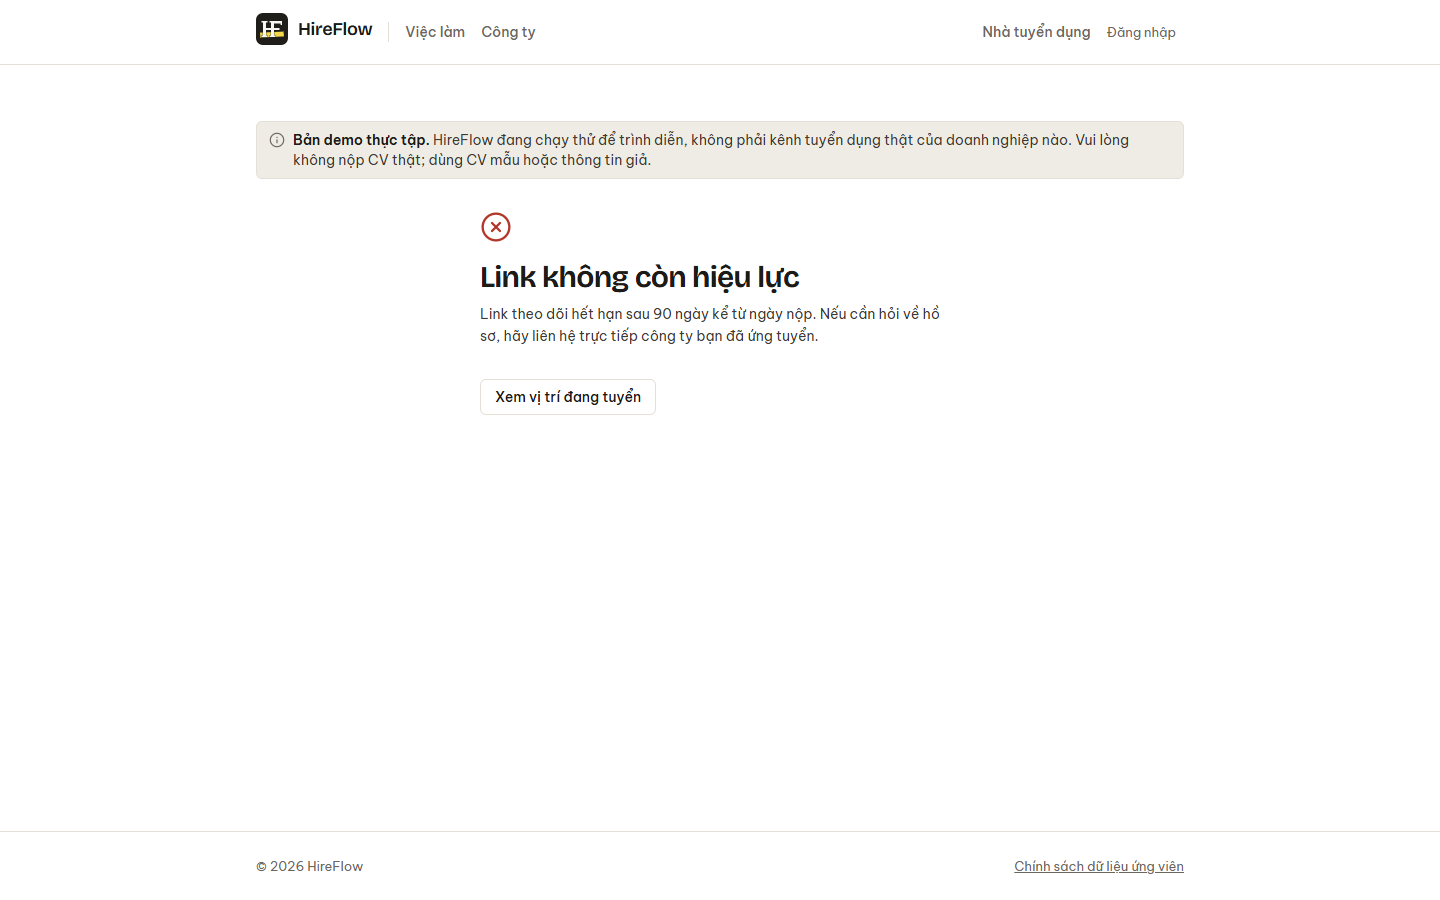 HF HireFlow Việc làm Công ty Nhà tuyển dụng Đăng nhập
Bản demo thực tập. HireFlow đang chạy thử để trình diễn, không phải kênh tuyển dụng thật của doanh nghiệp nào. Vui lòng
không nộp CV thật; dùng CV mẫu hoặc thông tin giả.
Link không còn hiệu lực
Link theo dõi hết hạn sau 90 ngày kể từ ngày nộp. Nếu cần hỏi về hồ
sơ, hãy liên hệ trực tiếp công ty bạn đã ứng tuyển.
Xem vị trí đang tuyển
© 2026 HireFlow Chính sách dữ liệu ứng viên